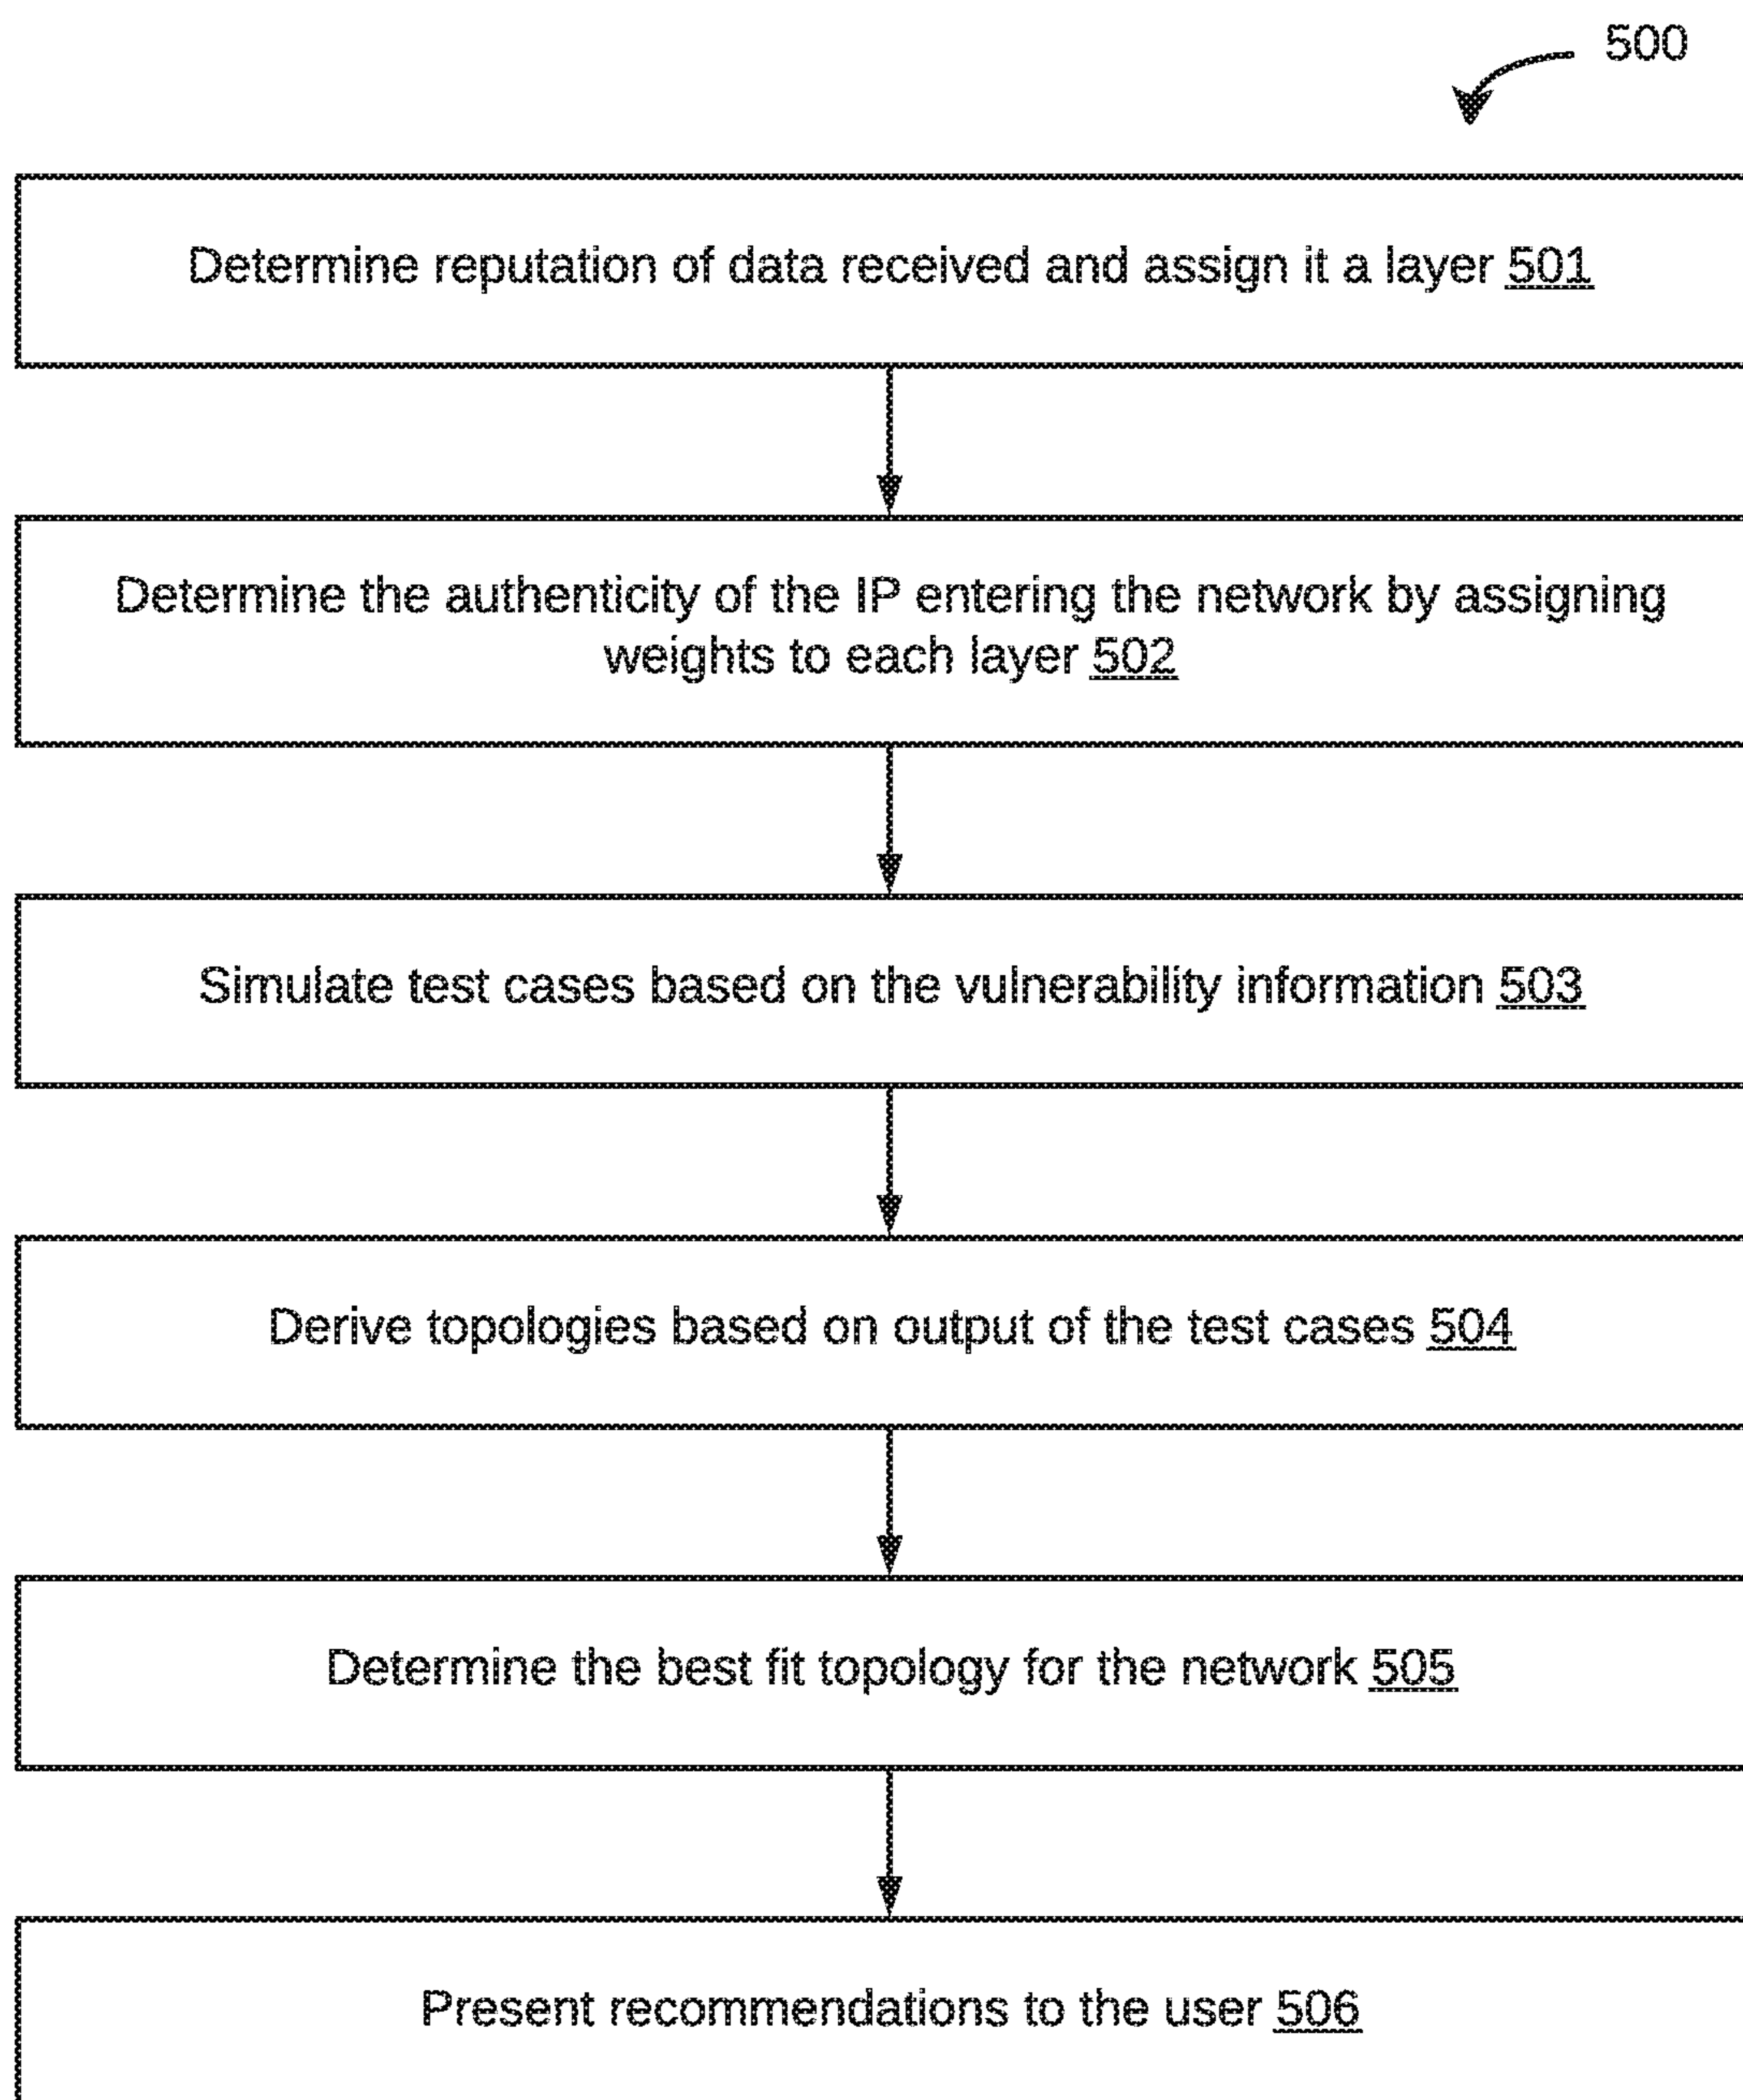 500
Determine reputation of data received and assign it a layer 501
Determine the authenticity of the IP entering the network by assigning
weights to each layer 502
Simulate test cases based on the vulnerability information 503
Derive topologies based on output of the test cases 504
Determine the best fit topology for the network 505
Present recommendations to the user 506